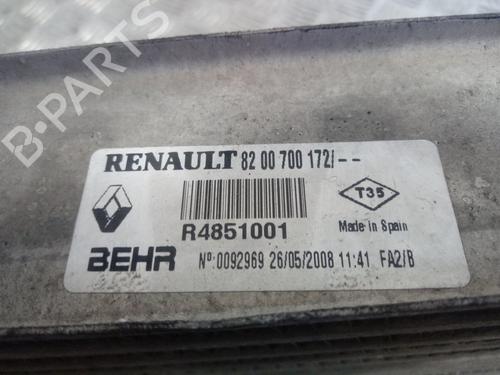 RENAULT 82 00 700 172/--
T35
R4851001
Made in Spain
BEHR Nº:0092969 26/05/2008 11:41 FA2/B
B-Parts